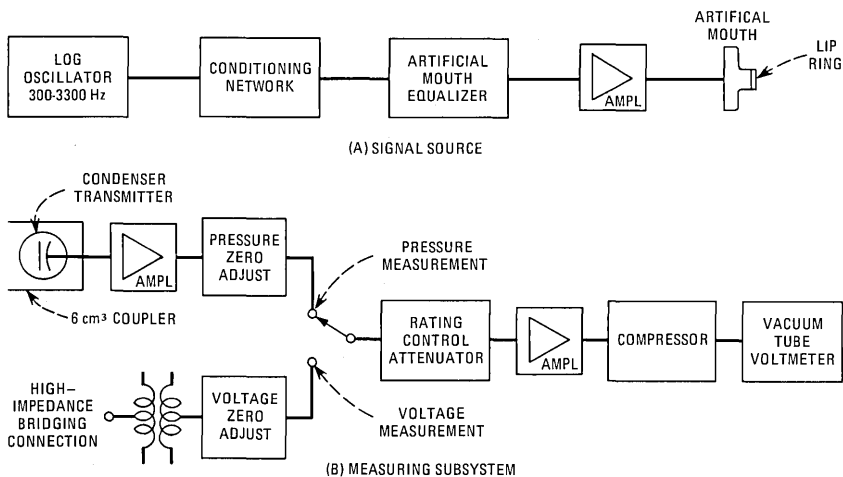 LOG
OSCILLATOR
300-3300 Hz
CONDITIONING
NETWORK
ARTIFICIAL
MOUTH
EQUALIZER
AMPL
ARTIFICAL
MOUTH
LIP
RING
(A) SIGNAL SOURCE
CONDENSER
TRANSMITTER
AMPL
PRESSURE
ZERO
ADJUST
PRESSURE
MEASUREMENT
6 cm³ COUPLER
RATING
CONTROL
ATTENUATOR
AMPL
COMPRESSOR
VACUUM
TUBE
VOLTMETER
HIGH–
IMPEDANCE
BRIDGING
CONNECTION
VOLTAGE
ZERO
ADJUST
VOLTAGE
MEASUREMENT
(B) MEASURING SUBSYSTEM